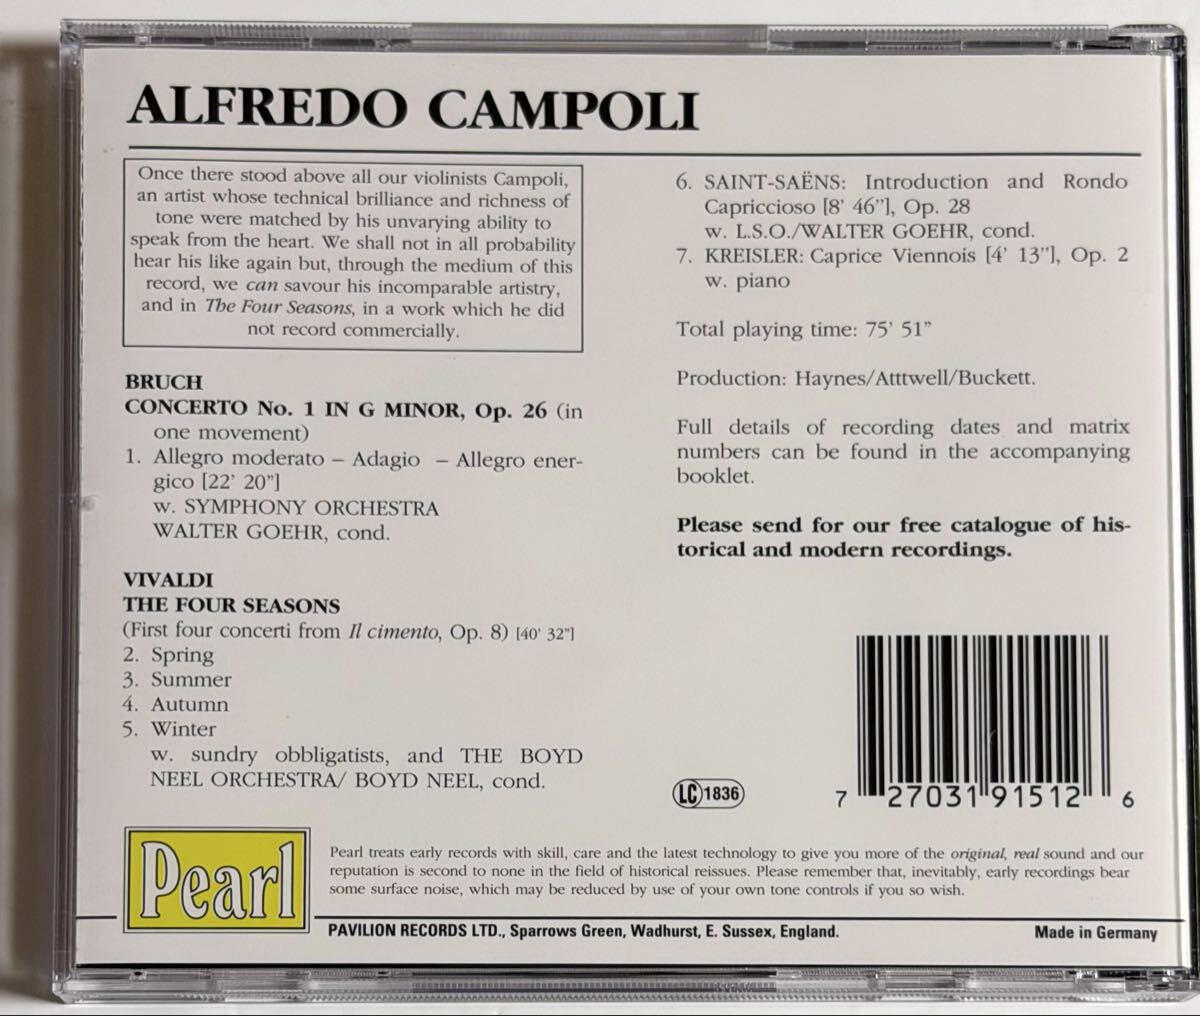 ALFREDO CAMPOLI
Once there stood above all our violinists Campoli,
an artist whose technical brilliance and richness of
tone were matched by his unvarying ability to
speak from the heart. We shall not in all probability
hear his like again but, through the medium of this
record, we can savour his incomparable artistry,
and in The Four Seasons, in a work which he did
not record commercially.
BRUCH
CONCERTO No. 1 IN G MINOR, Op. 26 (in
one movement)
1. Allegro moderato – Adagio – Allegro ener-
gico [22' 20"]
w. SYMPHONY ORCHESTRA
WALTER GOEHR, cond.
VIVALDI
THE FOUR SEASONS
(First four concerti from Il cimento, Op. 8) [40' 32"]
2. Spring
3. Summer
4. Autumn
5. Winter
w. sundry obbligatists, and THE BOYD
NEEL ORCHESTRA/ BOYD NEEL, cond.
6. SAINT-SAËNS: Introduction and Rondo
Capriccioso [8' 46"], Op. 28
w. L.S.O./WALTER GOEHR, cond.
7. KREISLER: Caprice Viennois [4' 13"], Op. 2
w. piano
Total playing time: 75' 51"
Production: Haynes/Atttwell/Buckett.
Full details of recording dates and matrix
numbers can be found in the accompanying
booklet.
Please send for our free catalogue of his-
torical and modern recordings.
LC 1836
7 27031 91512 6
Pearl
Pearl treats early records with skill, care and the latest technology to give you more of the original, real sound and our
reputation is second to none in the field of historical reissues. Please remember that, inevitably, early recordings bear
some surface noise, which may be reduced by use of your own tone controls if you so wish.
PAVILION RECORDS LTD., Sparrows Green, Wadhurst, E. Sussex, England.
Made in Germany